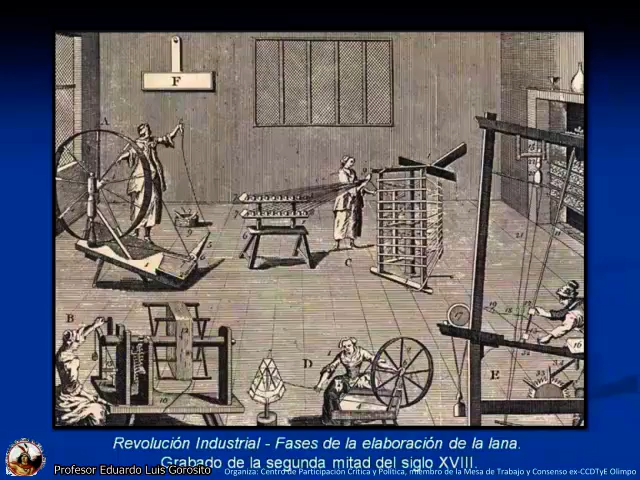 F
A
C
B
D
E
Revolución Industrial - Fases de la elaboración de la lana.
Grabado de la segunda mitad del siglo XVIII.
Profesor Eduardo Luis Gorosito
Organiza: Centro de Participación Crítica y Política, miembro de la Mesa de Trabajo y Consenso ex-CCDTyE Olimpo